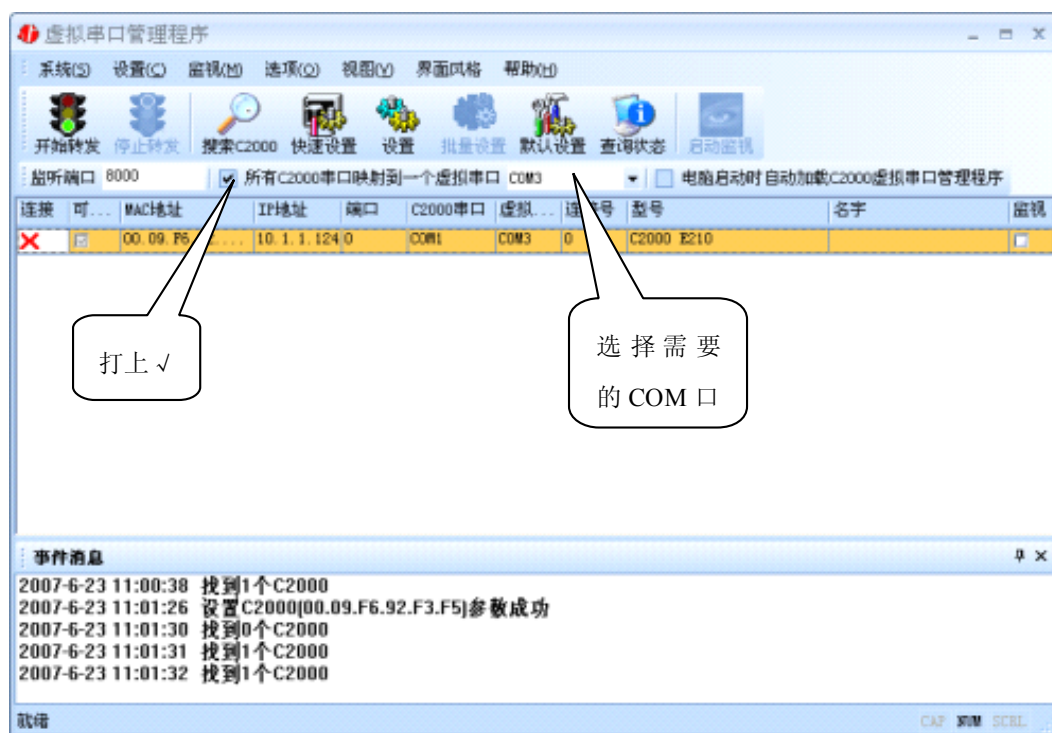 虚拟串口管理程序
系统(S) 设置(C) 监视(M) 选项(O) 视图(V) 界面风格 帮助(H)
开始转发 停止转发 搜索C2000 快速设置 设置 批量设置 默认设置 查询状态 启动监视
监听端口 8000 所有C2000串口映射到一个虚拟串口 COM3 电脑启动时自动加载C2000虚拟串口管理程序
连接 可... MAC地址 IP地址 端口 C2000串口 虚拟... 连 号 型号 名字 监视
00.09.F6. ... 10.1.1.124 0 COM1 COM3 0 C2000 E210
打上√
选择需要
的 COM 口
事件消息
2007-6-23 11:00:38 找到1个C2000
2007-6-23 11:01:26 设置C2000[00.09.F6.92.F3.F5]参数成功
2007-6-23 11:01:30 找到0个C2000
2007-6-23 11:01:31 找到1个C2000
2007-6-23 11:01:32 找到1个C2000
就绪 CAP NUM SCRL